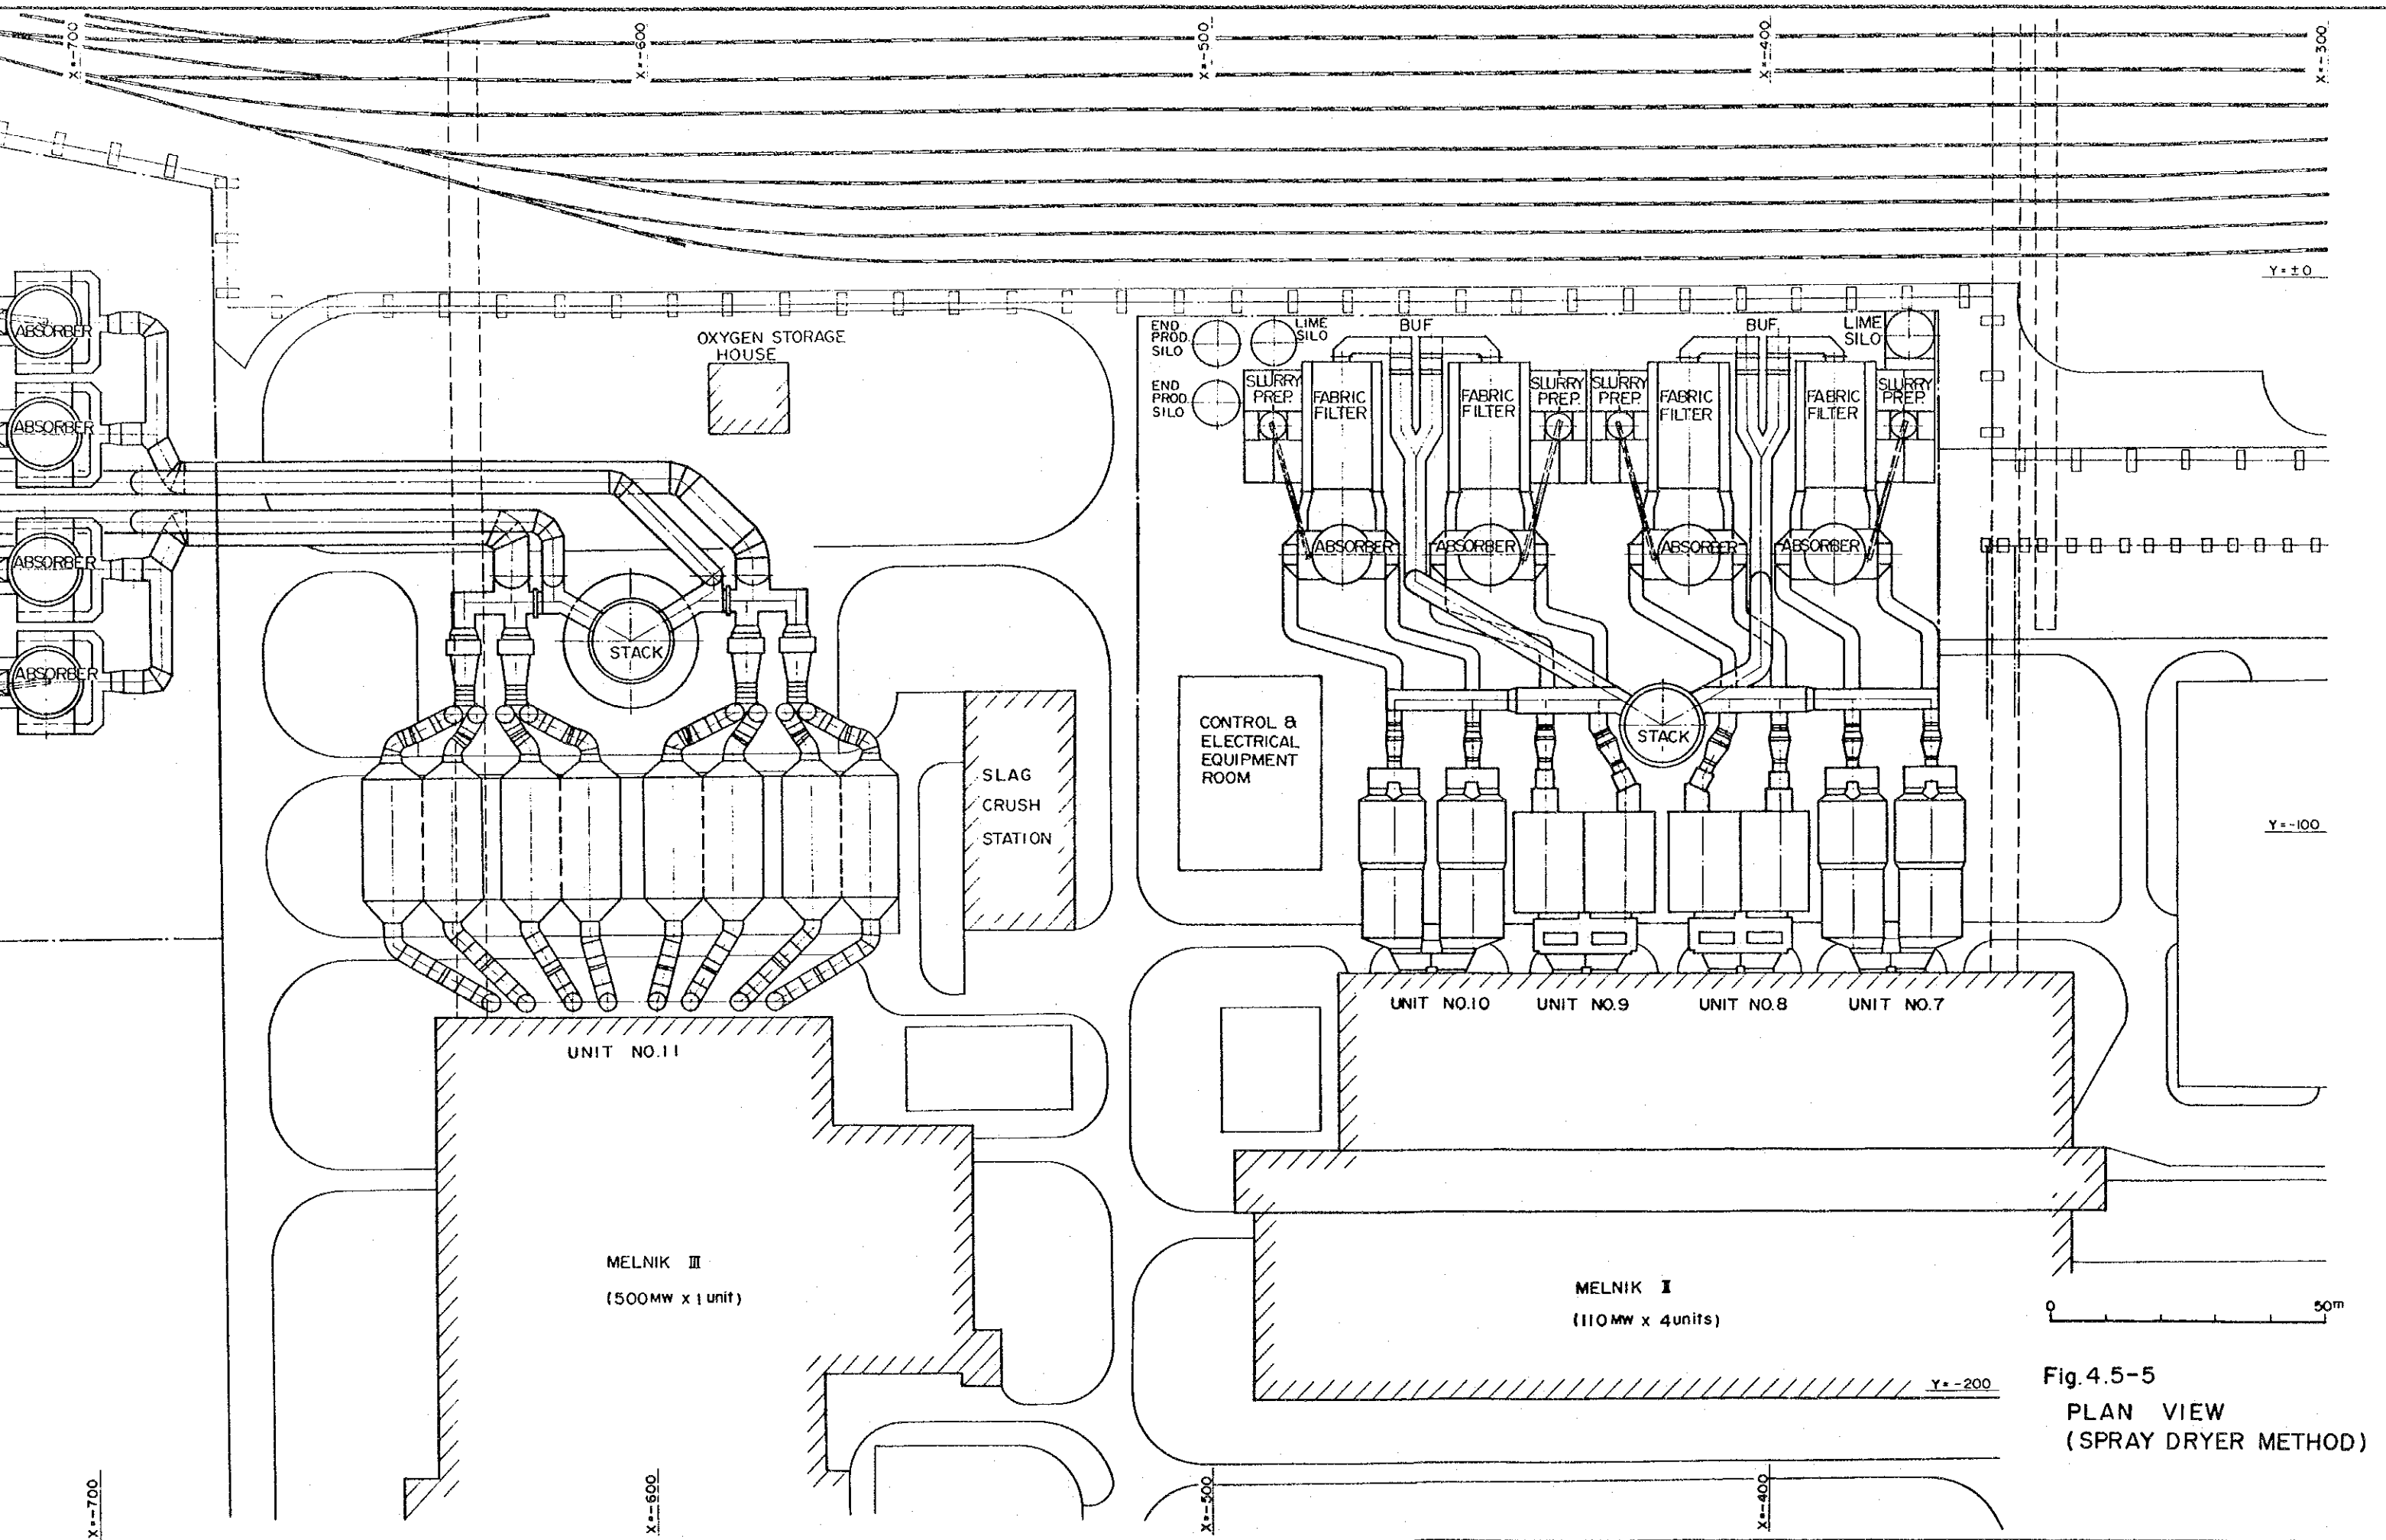 X=-700
X=-600
X=-500
X=-400
X=-300
Y=±0
OXYGEN STORAGE
HOUSE
END
PROD.
SILO
LIME
SILO
BUF
BUF
LIME
SILO
END
PROD.
SILO
SLURRY
PREP.
FABRIC
FILTER
FABRIC
FILTER
SLURRY
PREP.
SLURRY
PREP.
FABRIC
FILTER
FABRIC
FILTER
SLURRY
PREP.
ABSORBER
ABSORBER
ABSORBER
ABSORBER
ABSORBER
ABSORBER
ABSORBER
ABSORBER
STACK
STACK
CONTROL &
ELECTRICAL
EQUIPMENT
ROOM
SLAG
CRUSH
STATION
Y=-100
UNIT NO.10
UNIT NO.9
UNIT NO.8
UNIT NO.7
UNIT NO.11
MELNIK III
(500MW x 1 unit)
MELNIK II
(110MW x 4units)
0
50m
Y=-200
Fig.4.5-5
PLAN VIEW
(SPRAY DRYER METHOD)
X=-700
X=-600
X=-500
X=-400